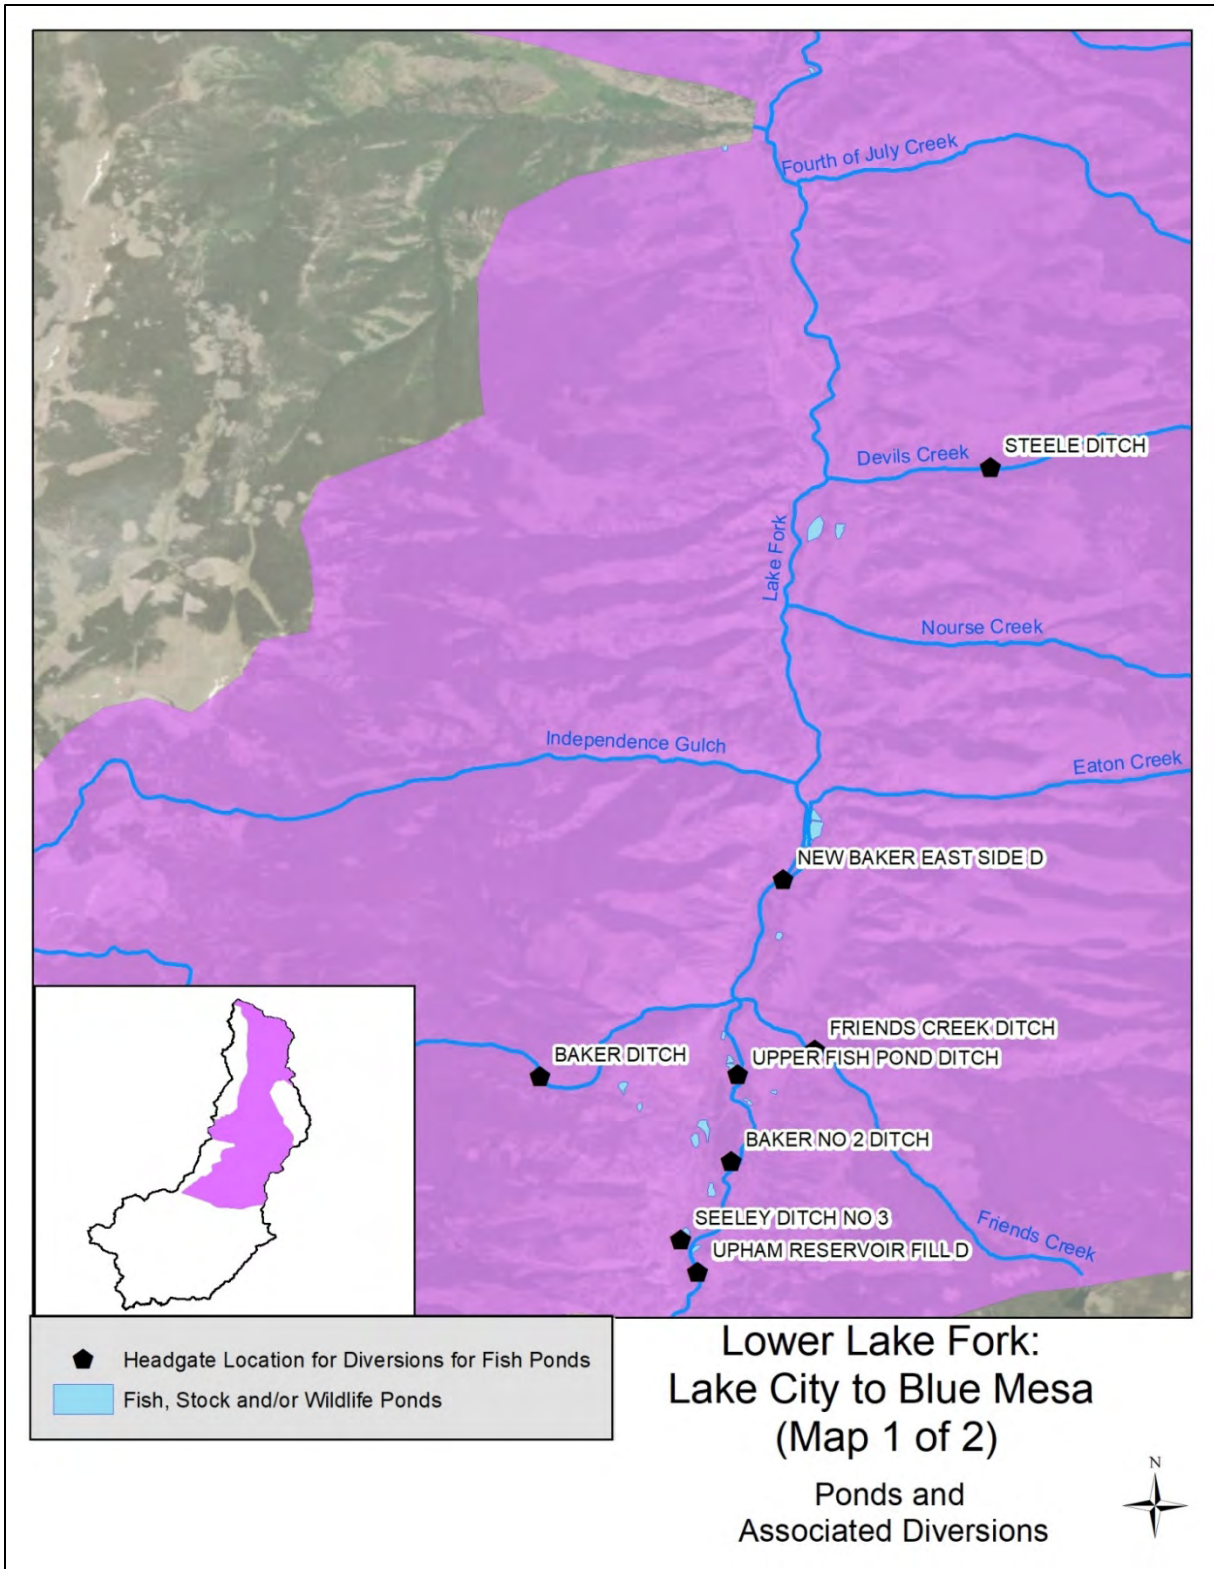 Fourth of July Creek
STEELE DITCH
Devils Creek
Lake Fork
Nourse Creek
Independence Gulch
Eaton Creek
NEW BAKER EAST SIDE D
FRIENDS CREEK DITCH
BAKER DITCH
UPPER FISH POND DITCH
BAKER NO 2 DITCH
SEELEY DITCH NO 3
Friends Creek
UPHAM RESERVOIR FILL D
Headgate Location for Diversions for Fish Ponds
Fish, Stock and/or Wildlife Ponds
Lower Lake Fork:
Lake City to Blue Mesa
(Map 1 of 2)
Ponds and
Associated Diversions
N